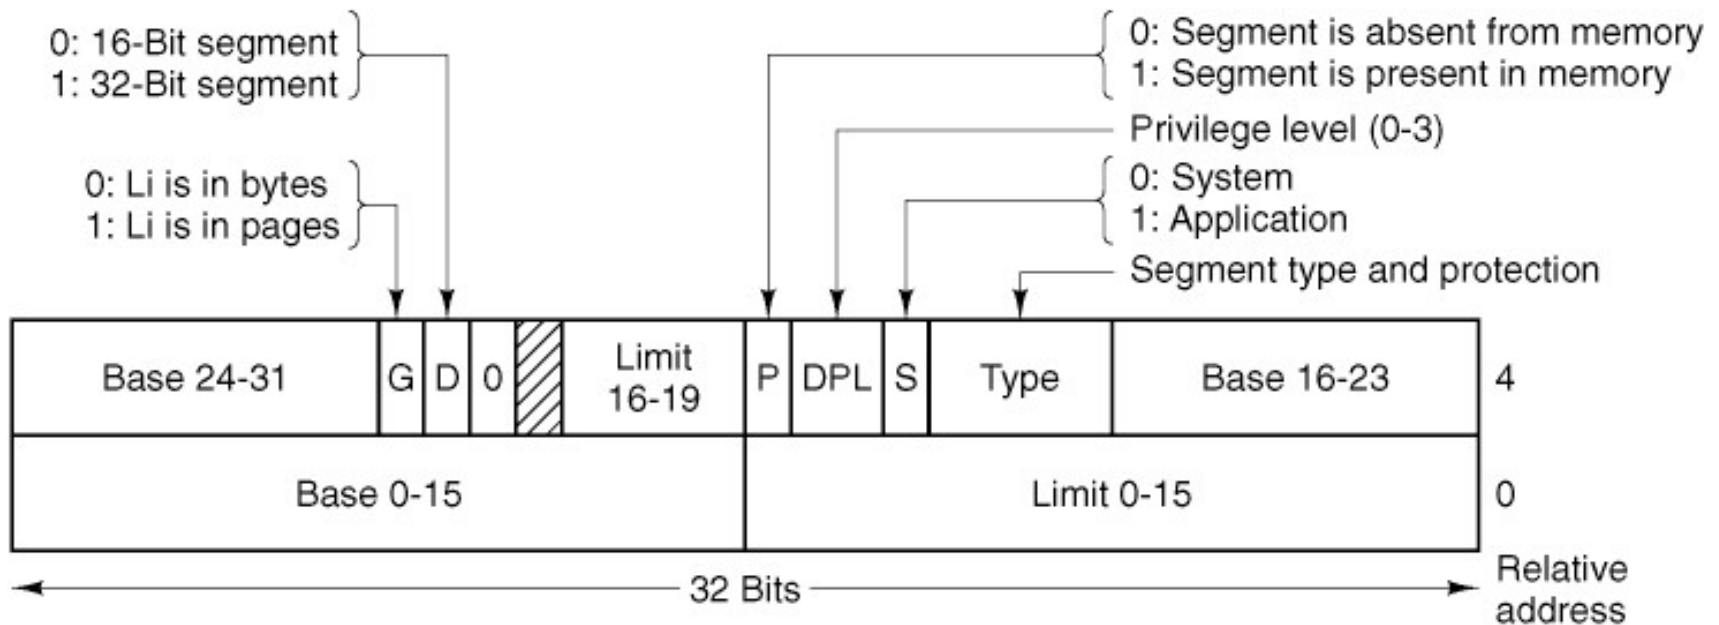 0: 16-Bit segment
1: 32-Bit segment
0: Li is in bytes
1: Li is in pages
0: Segment is absent from memory
1: Segment is present in memory
Privilege level (0-3)
0: System
1: Application
Segment type and protection
Base 24-31
G
D
0
Limit
16-19
P
DPL
S
Type
Base 16-23
4
Base 0-15
Limit 0-15
0
32 Bits
Relative
address